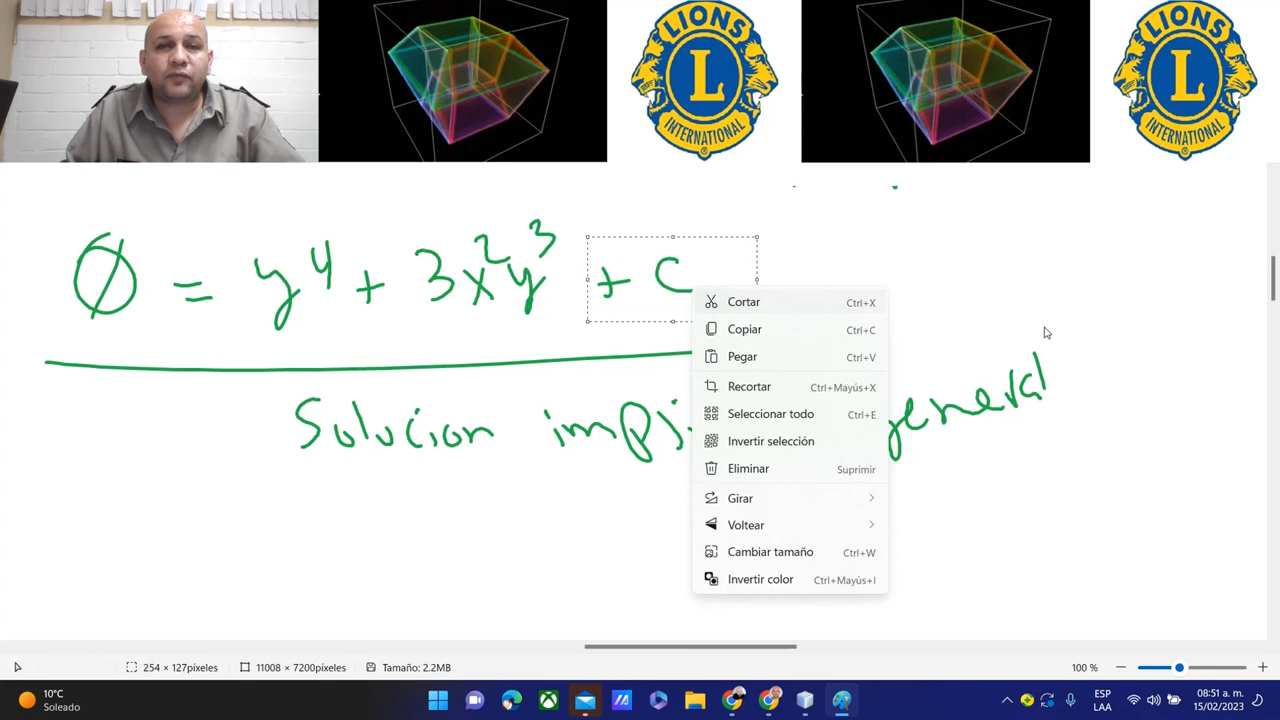 LIONS
L
INTERNATIONAL
®
LIONS
L
INTERNATIONAL
®
Ø = y⁴ + 3x²y³ + C
Solucion general
Cortar Ctrl+X
Copiar Ctrl+C
Pegar Ctrl+V
Recortar Ctrl+Mayús+X
Seleccionar todo Ctrl+E
Invertir selección
Eliminar Suprimir
Girar
Voltear
Cambiar tamaño Ctrl+W
Invertir color Ctrl+Mayús+I
254 × 127píxeles 11008 × 7200píxeles Tamaño: 2.2MB 100 %
10°C
Soleado
ESP
LAA
08:51 a. m.
15/02/2023